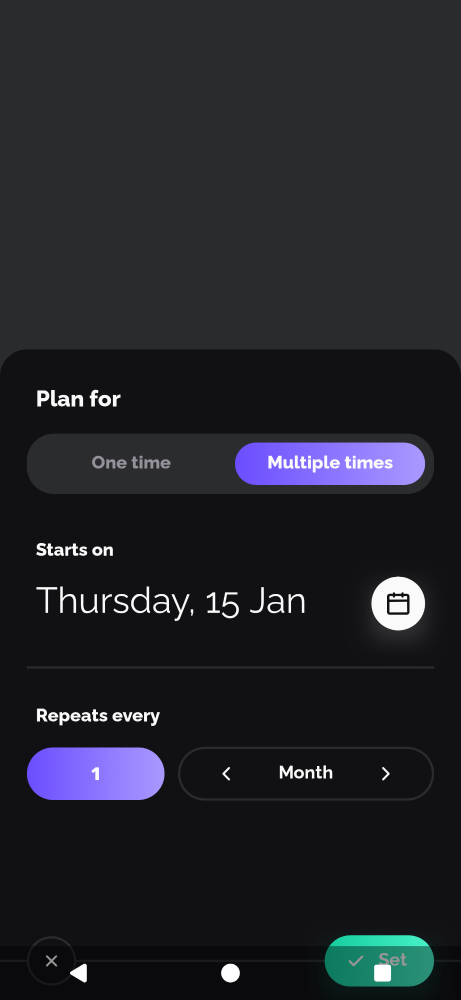 Plan for
One time
Multiple times
Starts on
Thursday, 15 Jan
Repeats every
1
Month
Set